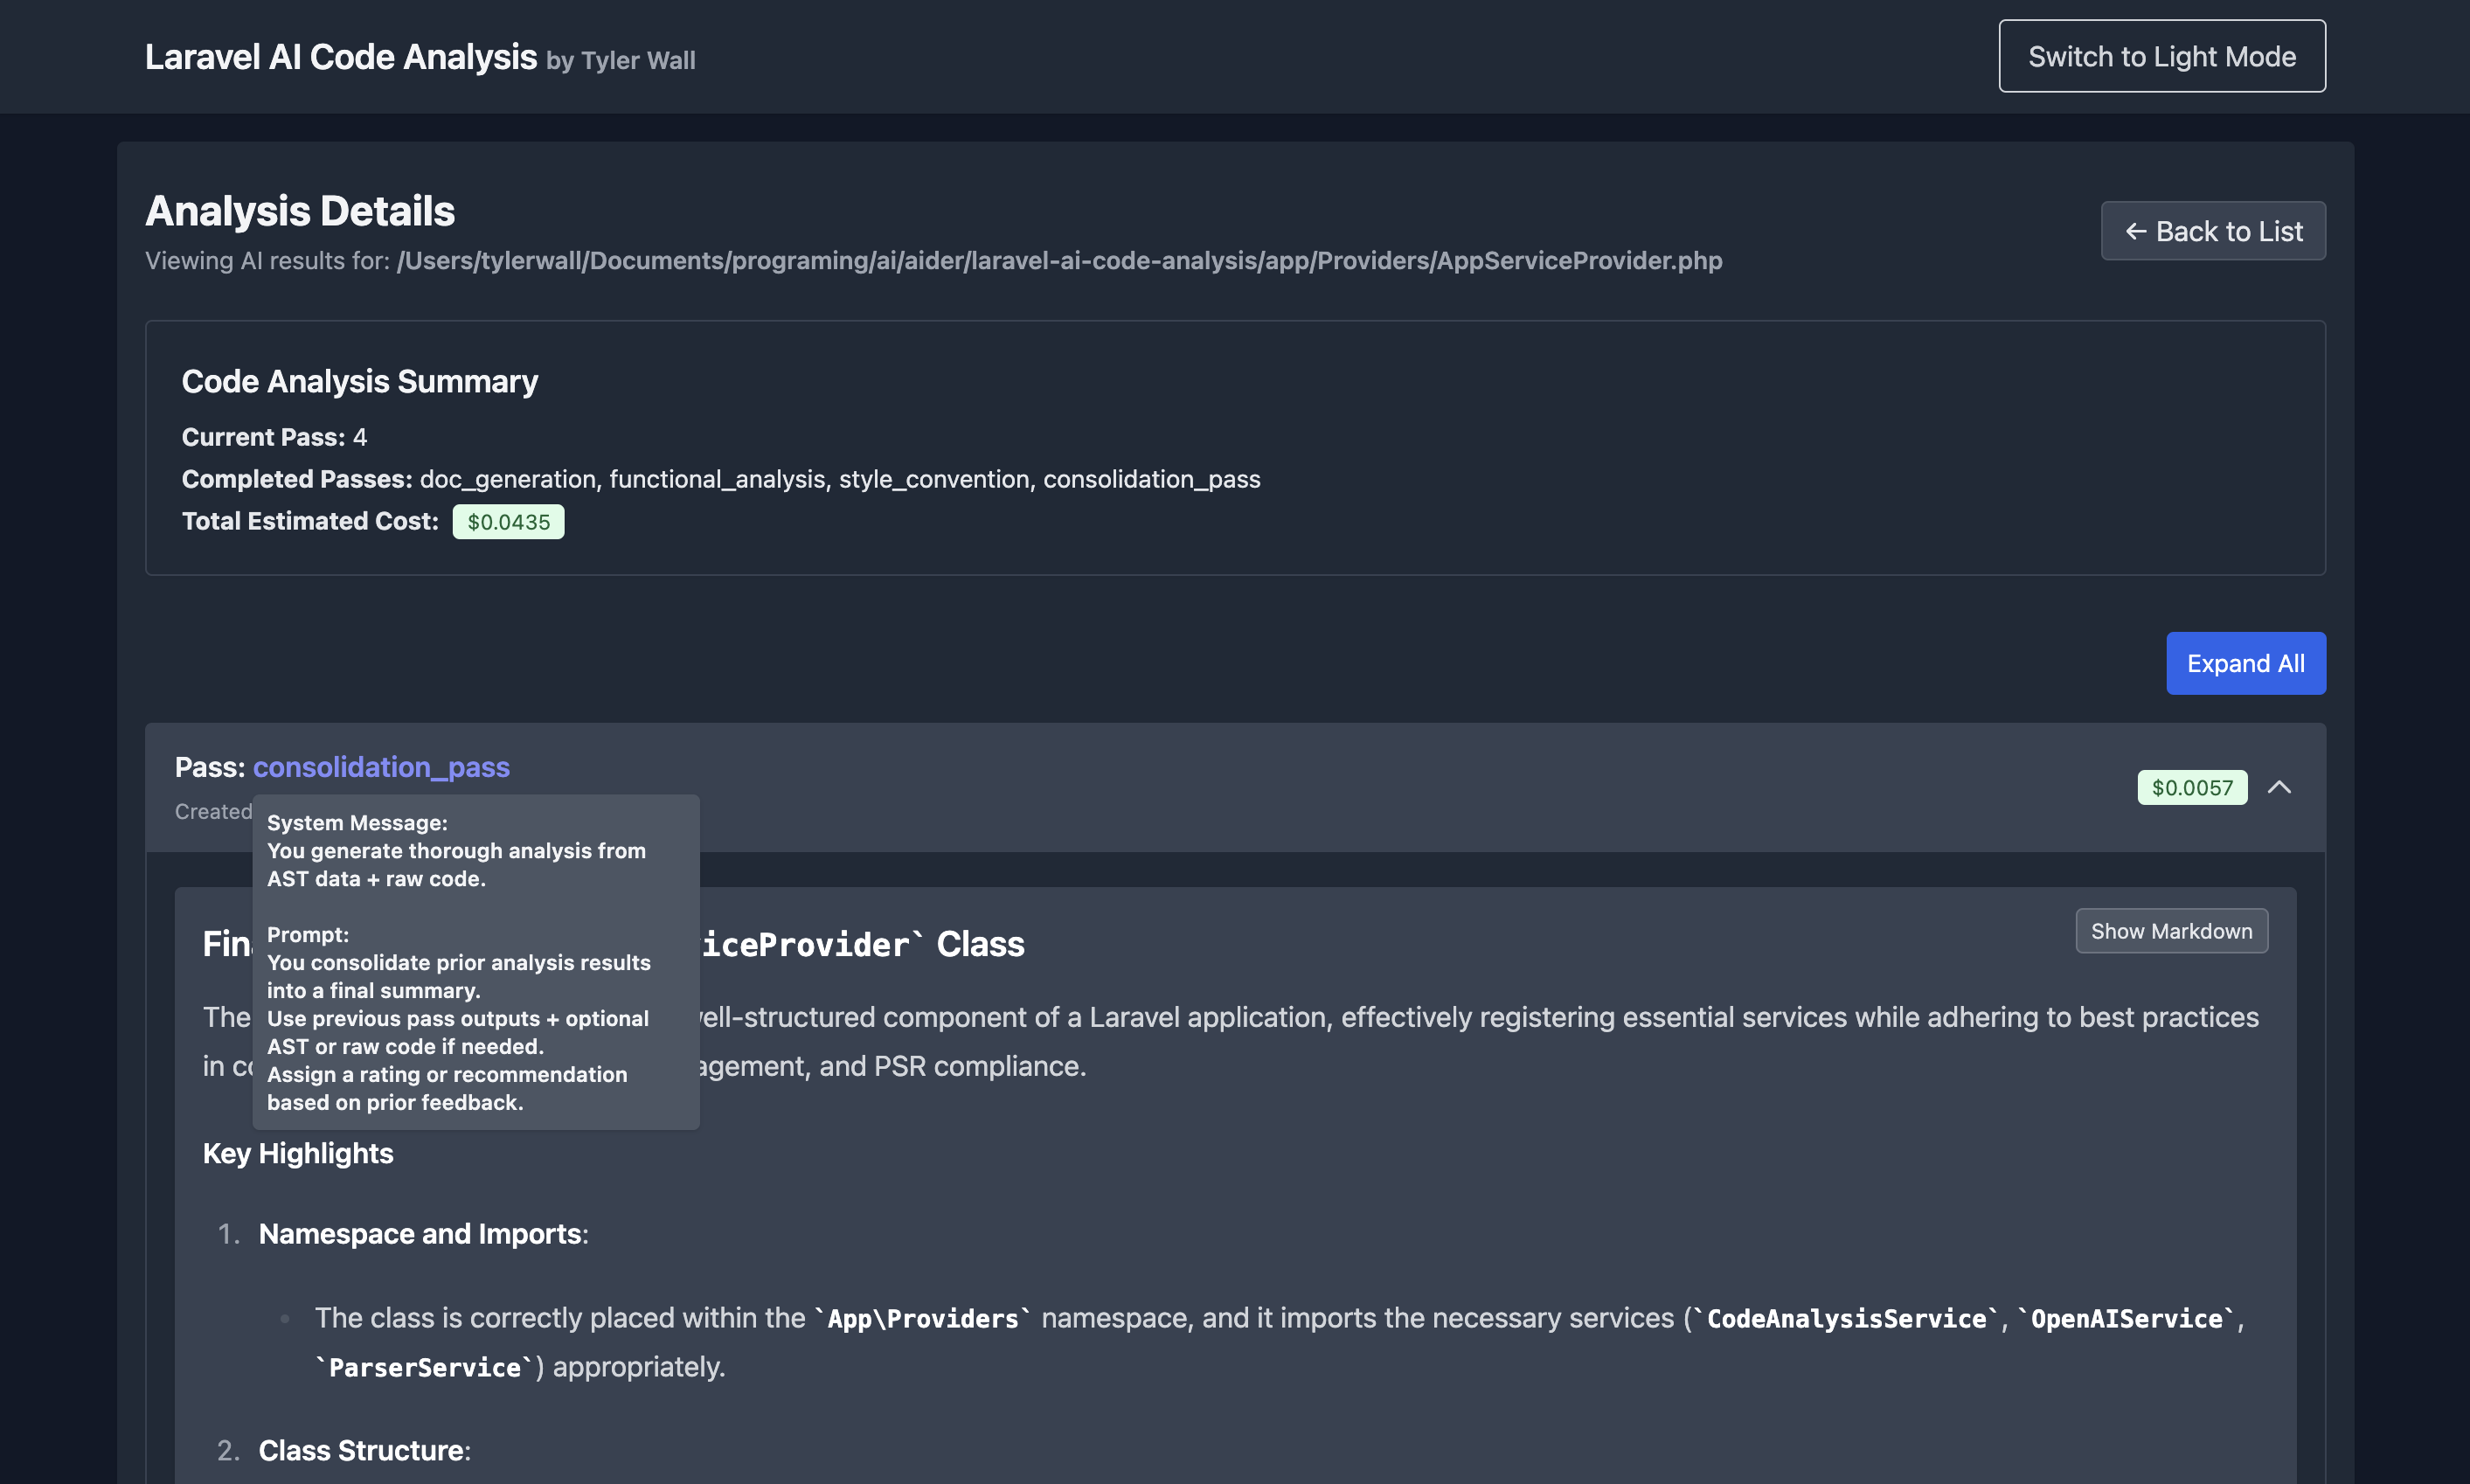 Laravel AI Code Analysis by Tyler Wall
Switch to Light Mode
Analysis Details
← Back to List
Viewing AI results for: /Users/tylerwall/Documents/programing/ai/aider/laravel-ai-code-analysis/app/Providers/AppServiceProvider.php
Code Analysis Summary
Current Pass: 4
Completed Passes: doc_generation, functional_analysis, style_convention, consolidation_pass
Total Estimated Cost: $0.0435
Expand All
Pass: consolidation_pass
$0.0057
Created
System Message:
You generate thorough analysis from
AST data + raw code.
Prompt:
You consolidate prior analysis results
into a final summary.
Use previous pass outputs + optional
AST or raw code if needed.
Assign a rating or recommendation
based on prior feedback.
Show Markdown
viceProvider` Class
The
ell-structured component of a Laravel application, effectively registering essential services while adhering to best practices
in
agement, and PSR compliance.
Key Highlights
1. Namespace and Imports:
• The class is correctly placed within the `App\Providers` namespace, and it imports the necessary services (`CodeAnalysisService`, `OpenAIService`,
`ParserService`) appropriately.
2. Class Structure: